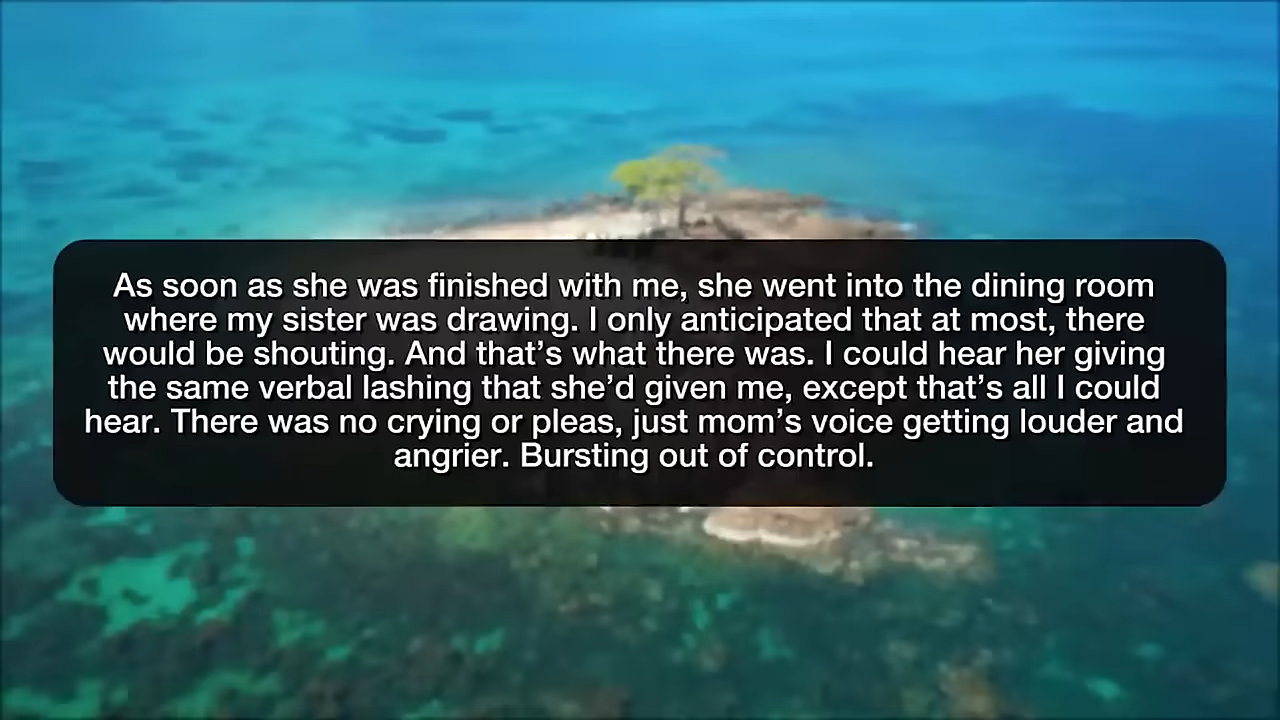 As soon as she was finished with me, she went into the dining room
where my sister was drawing. I only anticipated that at most, there
would be shouting. And that’s what there was. I could hear her giving
the same verbal lashing that she’d given me, except that’s all I could
hear. There was no crying or pleas, just mom’s voice getting louder and
angrier. Bursting out of control.